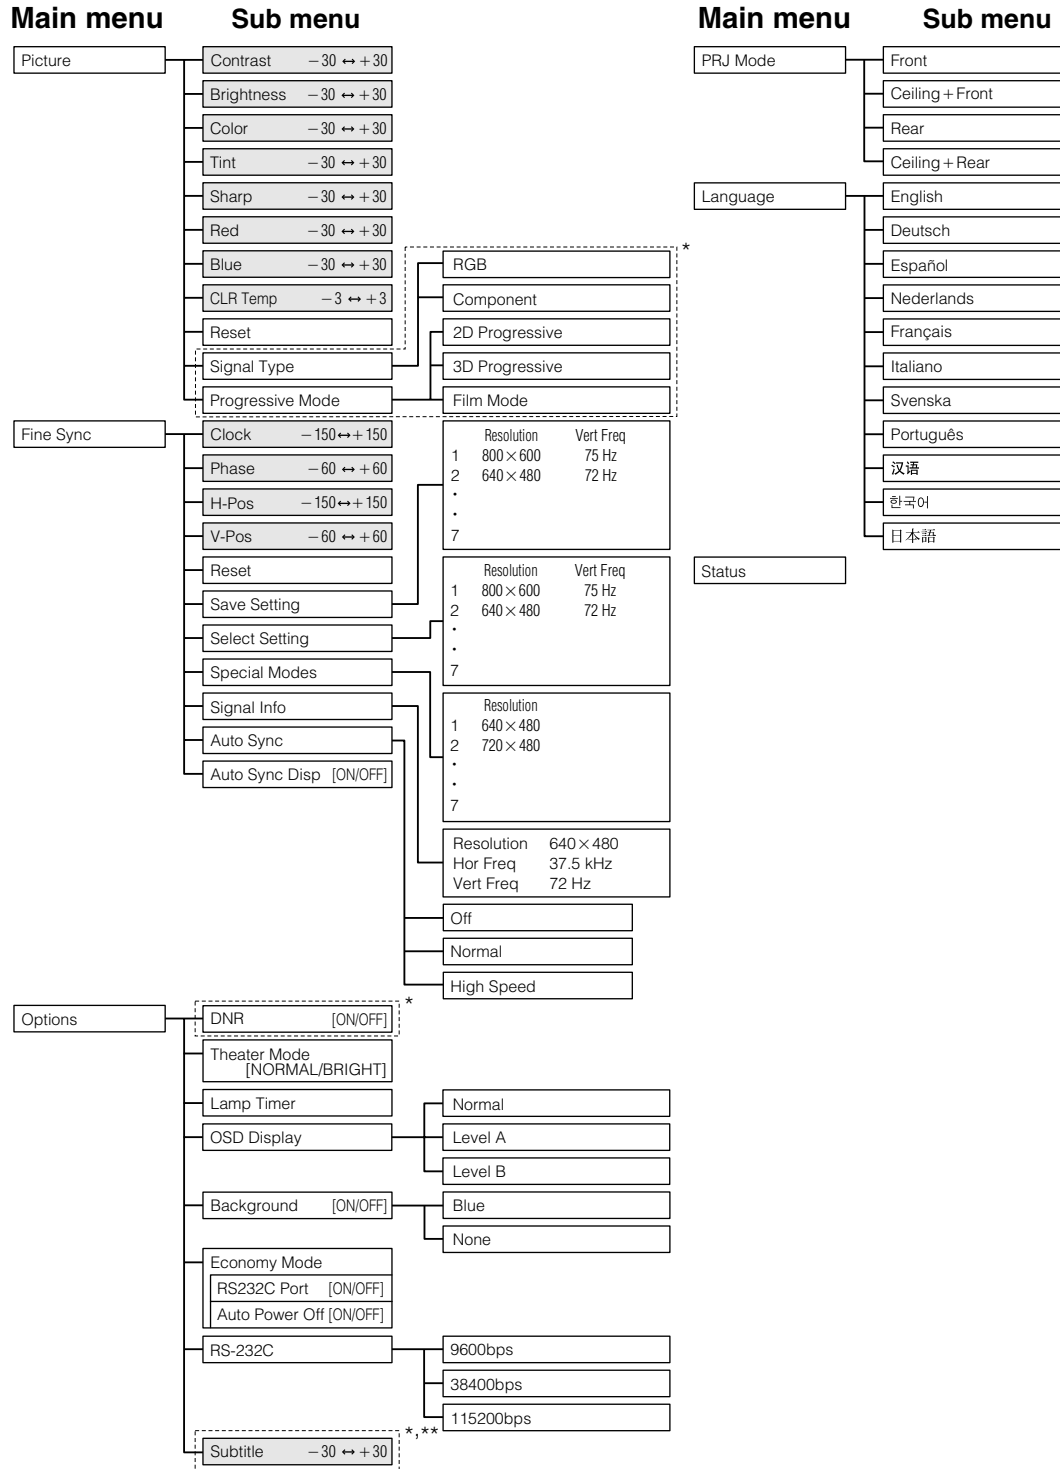 Main menu
Sub menu
Picture
Contrast －30 ↔ ＋30
Brightness －30 ↔ ＋30
Color －30 ↔ ＋30
Tint －30 ↔ ＋30
Sharp －30 ↔ ＋30
Red －30 ↔ ＋30
Blue －30 ↔ ＋30
CLR Temp －3 ↔ ＋3
Reset
Signal Type
Progressive Mode
*
RGB
Component
2D Progressive
3D Progressive
Film Mode
Fine Sync
Clock －150↔＋150
Phase －60 ↔ ＋60
H-Pos －150↔＋150
V-Pos －60 ↔ ＋60
Reset
Save Setting
Select Setting
Special Modes
Signal Info
Auto Sync
Auto Sync Disp [ON/OFF]
Resolution Vert Freq
1 800×600 75 Hz
2 640×480 72 Hz
・
・
7
Resolution Vert Freq
1 800×600 75 Hz
2 640×480 72 Hz
・
・
7
Resolution
1 640×480
2 720×480
・
・
7
Resolution 640×480
Hor Freq 37.5 kHz
Vert Freq 72 Hz
Off
Normal
High Speed
Options
*
DNR [ON/OFF]
Theater Mode
[NORMAL/BRIGHT]
Lamp Timer
OSD Display
Normal
Level A
Level B
Background [ON/OFF]
Blue
None
Economy Mode
RS232C Port [ON/OFF]
Auto Power Off [ON/OFF]
RS-232C
9600bps
38400bps
115200bps
*,**
Subtitle －30 ↔ ＋30
Main menu
Sub menu
PRJ Mode
Front
Ceiling＋Front
Rear
Ceiling＋Rear
Language
English
Deutsch
Español
Nederlands
Français
Italiano
Svenska
Português
汉语
한국어
日本語
Status